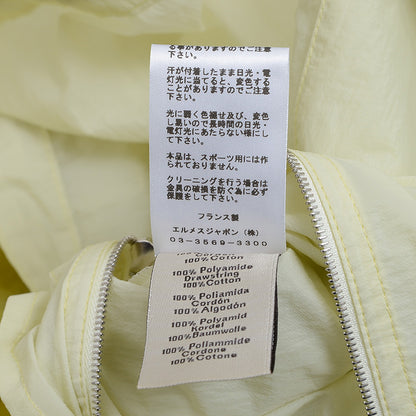 る事がありますのでご注意
下さい。
汗が付着したまま日光・電
灯光に当てると、変色する
ことがありますのでご注意
下さい。
光に弱く色褪せ及び、変色
し易いので長時間の日光・
電灯光にあたらない様にし
て下さい。
本品は、スポーツ用には作
られておりません。
クリーニングを行う場合は
金具の破損を防ぐ為に必ず
保護をして下さい。
フランス製
エルメスジャポン(株)
03-3569-3300
100% Cotton
100% Polyamide
Drawstring
100% Cotton
100% Poliamida
Cordón
100% Algodón
100% Polyamid
Kordel
100% Baumwolle
100% Poliammide
Cordone
100% Cotone